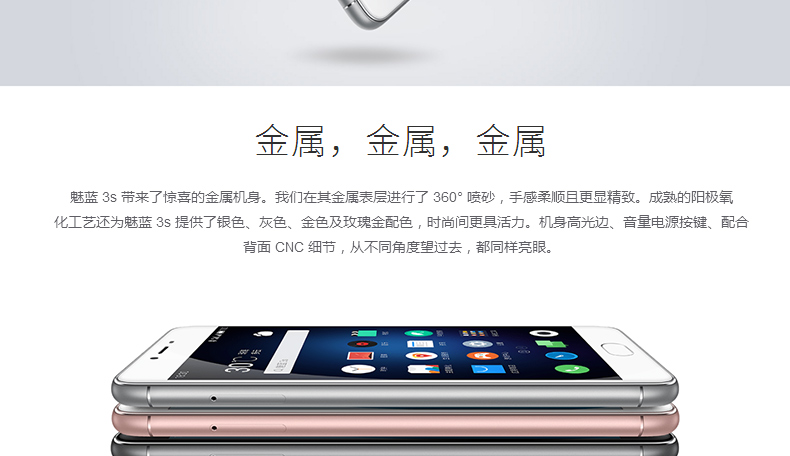 金属，金属，金属
魅蓝 3s 带来了惊喜的金属机身。我们在其金属表层进行了 360° 喷砂，手感柔顺且更显精致。成熟的阳极氧
化工艺还为魅蓝 3s 提供了银色、灰色、金色及玫瑰金配色，时尚间更具活力。机身高光边、音量电源按键、配合
背面 CNC 细节，从不同角度望过去，都同样亮眼。